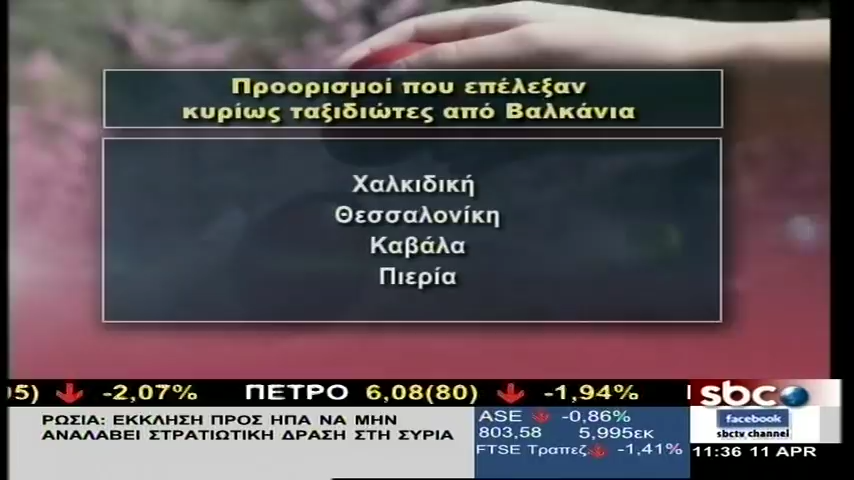 Προορισμοί που επέλεξαν
κυρίως ταξιδιώτες από Βαλκάνια
Χαλκιδική
Θεσσαλονίκη
Καβάλα
Πιερία
05) -2,07% ΠΕΤΡΟ 6,08(80) -1,94%
sbc
ΡΩΣΙΑ: ΕΚΚΛΗΣΗ ΠΡΟΣ ΗΠΑ ΝΑ ΜΗΝ
ΑΝΑΛΑΒΕΙ ΣΤΡΑΤΙΩΤΙΚΗ ΔΡΑΣΗ ΣΤΗ ΣΥΡΙΑ
ASE -0,86%
803,58 5,995εκ
FTSE Τραπεζ -1,41%
facebook
sbctv channel
11:36 11 APR